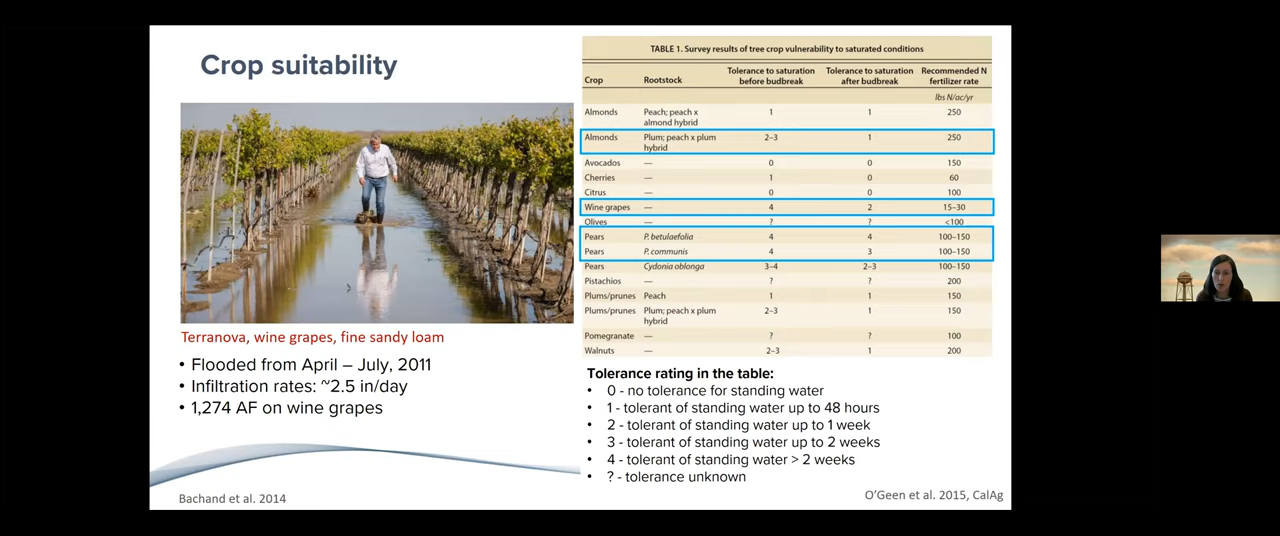 Crop suitability
Terranova, wine grapes, fine sandy loam
• Flooded from April – July, 2011
• Infiltration rates: ~2.5 in/day
• 1,274 AF on wine grapes
Bachand et al. 2014
TABLE 1. Survey results of tree crop vulnerability to saturated conditions
Crop Rootstock Tolerance to saturation before budbreak Tolerance to saturation after budbreak Recommended N fertilizer rate
lbs N/ac/yr
Almonds Peach; peach x almond hybrid 1 1 250
Almonds Plum; peach x plum hybrid 2–3 1 250
Avocados — 0 0 150
Cherries — 1 0 60
Citrus — 0 0 100
Wine grapes — 4 2 15–30
Olives — ? ? <100
Pears P. betulaefolia 4 4 100–150
Pears P. communis 4 3 100–150
Pears Cydonia oblonga 3–4 2–3 100–150
Pistachios — ? ? 200
Plums/prunes Peach 1 1 150
Plums/prunes Plum; peach x plum hybrid 2–3 1 150
Pomegranate — ? ? 100
Walnuts — 2–3 1 200
Tolerance rating in the table:
• 0 - no tolerance for standing water
• 1 - tolerant of standing water up to 48 hours
• 2 - tolerant of standing water up to 1 week
• 3 - tolerant of standing water up to 2 weeks
• 4 - tolerant of standing water > 2 weeks
• ? - tolerance unknown
O'Geen et al. 2015, CalAg